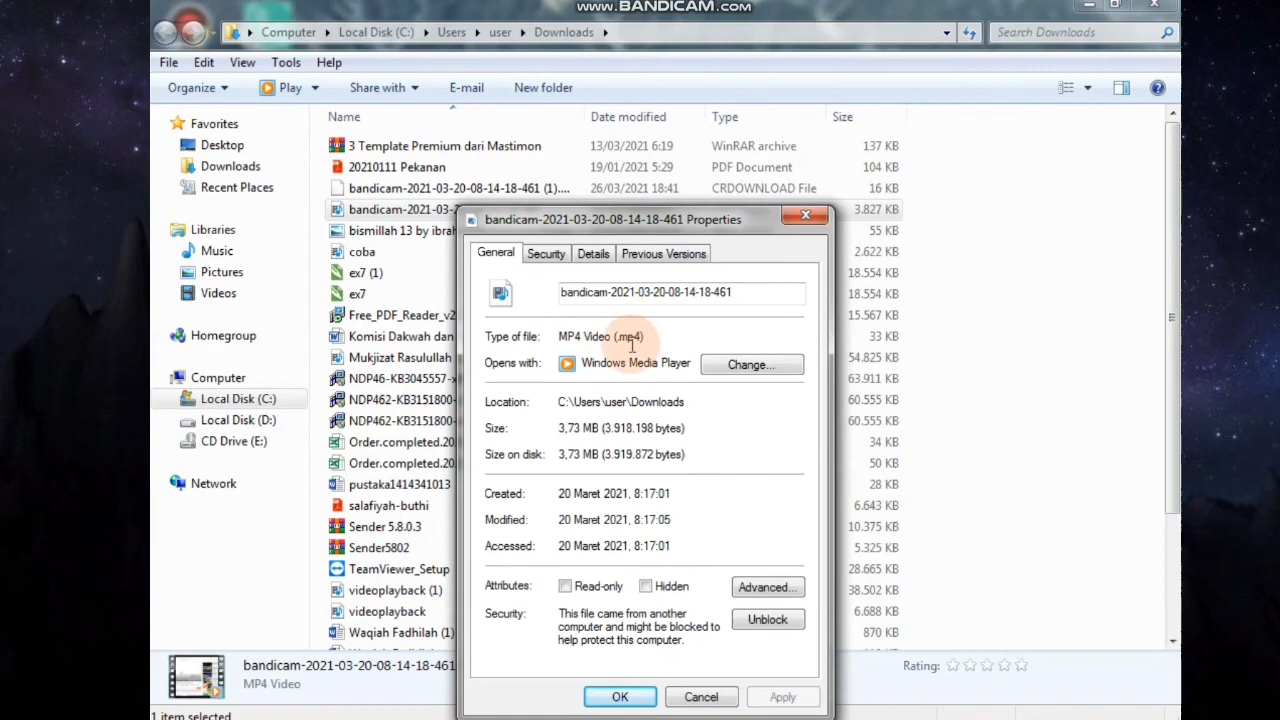 www.BANDICAM.com
Computer Local Disk (C:) Users user Downloads
Search Downloads
File Edit View Tools Help
Organize Play Share with E-mail New folder
Name Date modified Type Size
Favorites
Desktop
Downloads
Recent Places
Libraries
Music
Pictures
Videos
Homegroup
Computer
Local Disk (C:)
Local Disk (D:)
CD Drive (E:)
Network
3 Template Premium dari Mastimon 13/03/2021 6:19 WinRAR archive 137 KB
20210111 Pekanan 19/01/2021 5:29 PDF Document 104 KB
bandicam-2021-03-20-08-14-18-461 (1).... 26/03/2021 18:41 CRDOWNLOAD File 16 KB
bandicam-2021-03-2 3.827 KB
bismillah 13 by ibrah 55 KB
coba 2.622 KB
ex7 (1) 18.554 KB
ex7 18.554 KB
Free_PDF_Reader_v2 57.567 KB
Komisi Dakwah dan 33 KB
Mukjizat Rasulullah 54.825 KB
NDP46-KB3045557-x 63.911 KB
NDP462-KB3151800- 60.555 KB
NDP462-KB3151800- 60.555 KB
Order.completed.20 34 KB
Order.completed.20 50 KB
pustaka1414341013 28 KB
salafiyah-buthi 6.643 KB
Sender 5.8.0.3 10.375 KB
Sender5802 5.325 KB
TeamViewer_Setup 28.665 KB
videoplayback (1) 38.502 KB
videoplayback 6.688 KB
Waqiah Fadhilah (1) 870 KB
bandicam-2021-03-20-08-14-18-461 Properties
General Security Details Previous Versions
bandicam-2021-03-20-08-14-18-461
Type of file: MP4 Video (.mp4)
Opens with: Windows Media Player Change...
Location: C:\Users\user\Downloads
Size: 3,73 MB (3.918.198 bytes)
Size on disk: 3,73 MB (3.919.872 bytes)
Created: 20 Maret 2021, 8:17:01
Modified: 20 Maret 2021, 8:17:05
Accessed: 20 Maret 2021, 8:17:01
Attributes: Read-only Hidden Advanced...
Security: This file came from another
computer and might be blocked to
help protect this computer.
Unblock
OK Cancel Apply
bandicam-2021-03-20-08-14-18-461
MP4 Video
Rating:
1 item selected